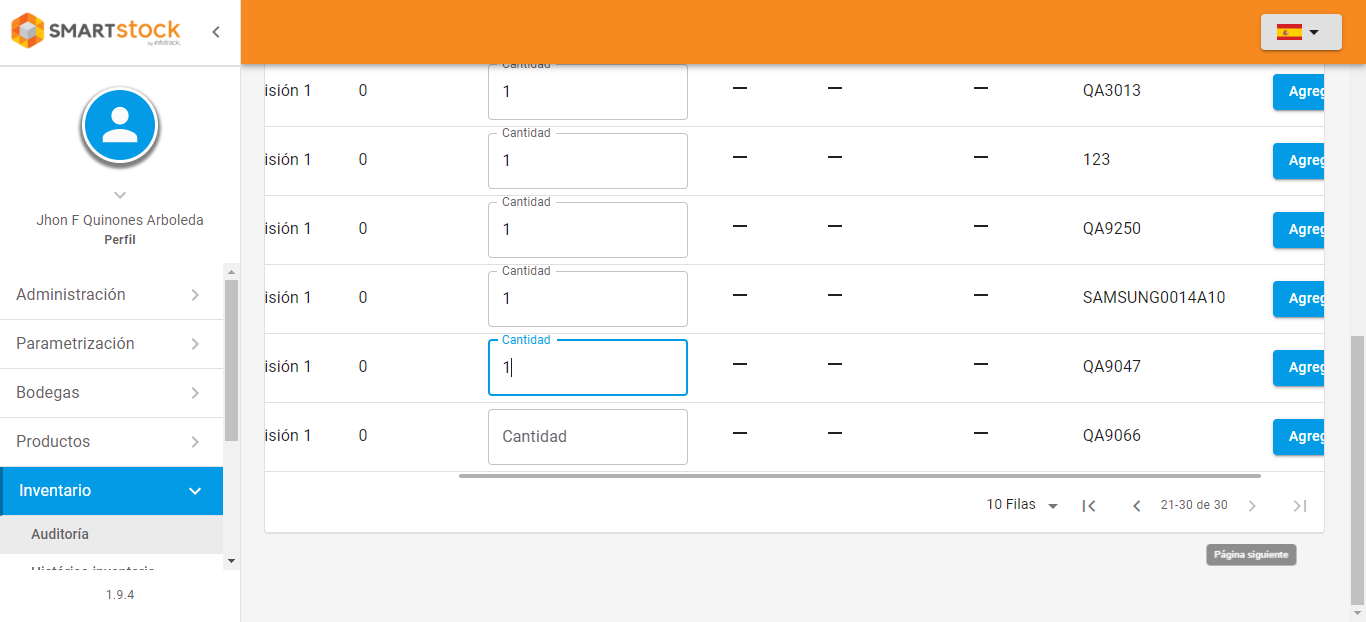 SMARTSTOCK
by infotrack.
Jhon F Quinones Arboleda
Perfil
Administración
Parametrización
Bodegas
Productos
Inventario
Auditoría
Histórico inventario
1.9.4
Cantidad
isión 1 0 1 — — — QA3013 Agreg
Cantidad
isión 1 0 1 — — — 123 Agreg
Cantidad
isión 1 0 1 — — — QA9250 Agreg
Cantidad
isión 1 0 1 — — — SAMSUNG0014A10 Agreg
Cantidad
isión 1 0 1 — — — QA9047 Agreg
isión 1 0 Cantidad — — — QA9066 Agreg
10 Filas 21-30 de 30
Página siguiente